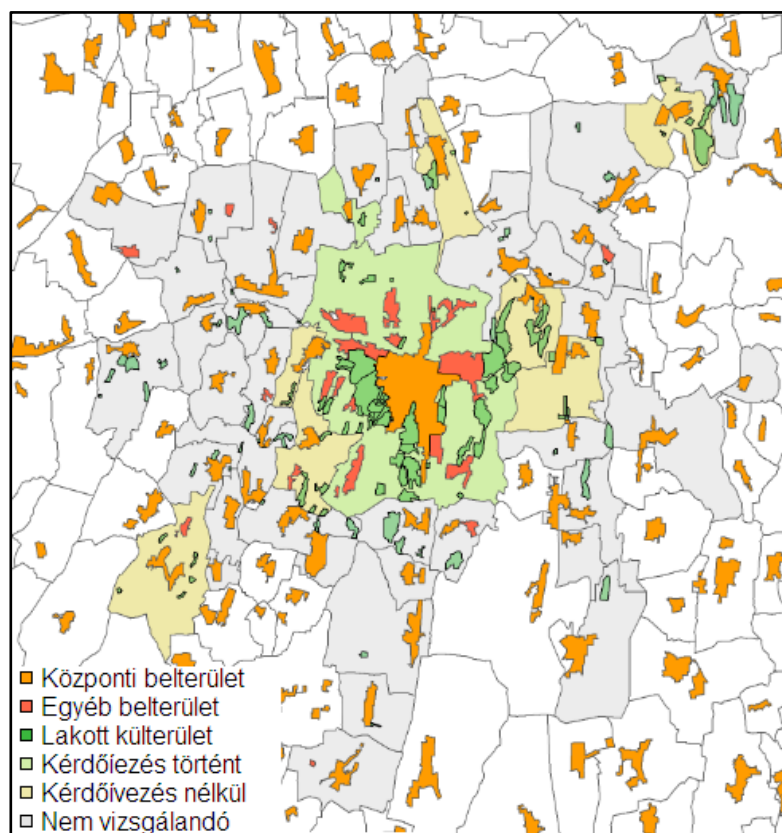 Központi belterület
Egyéb belterület
Lakott külterület
Kérdőíezés történt
Kérdőívezés nélkül
Nem vizsgálandó